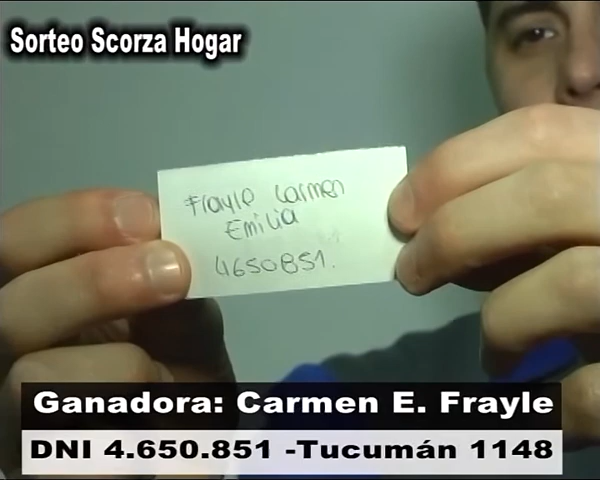 Sorteo Scorza Hogar
Frayle Carmen
Emilia
4650851.
Ganadora: Carmen E. Frayle
DNI 4.650.851 -Tucumán 1148